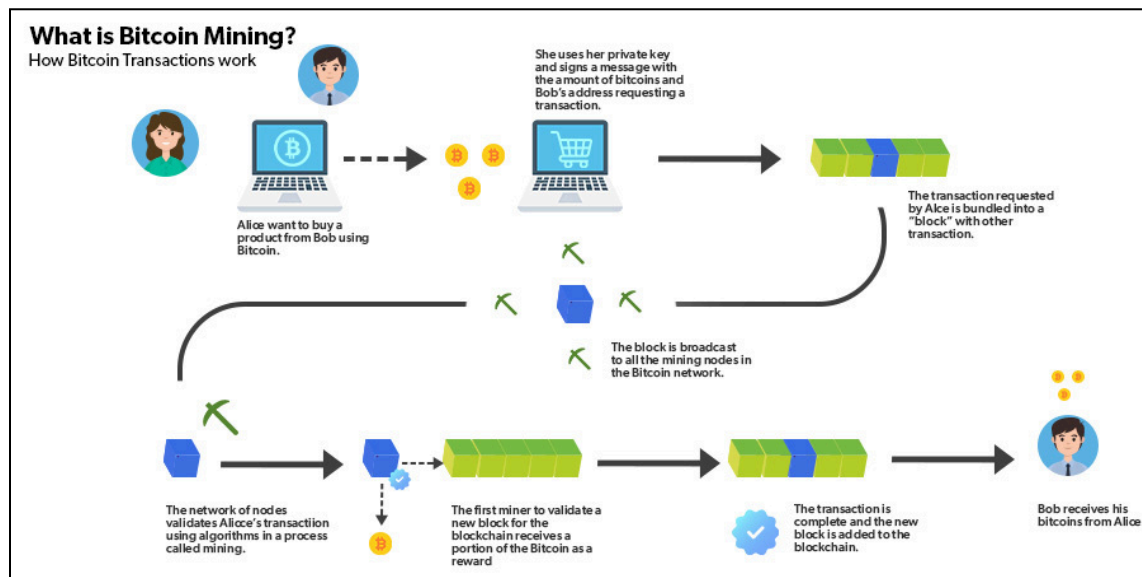 What is Bitcoin Mining?
How Bitcoin Transactions work
She uses her private key
and signs a message with
the amount of bitcoins and
Bob's address requesting a
transaction.
Alice want to buy a
product from Bob using
Bitcoin.
The transaction requested
by Alce is bundled into a
"block" with other
transaction.
The block is broadcast
to all the mining nodes in
the Bitcoin network.
The network of nodes
validates Alicce's transactiion
using algorithms in a process
called mining.
The first miner to validate a
new block for the
blockchain receives a
portion of the Bitcoin as a
reward
The transaction is
complete and the new
block is added to the
blockchain.
Bob receives his
bitcoins from Alice